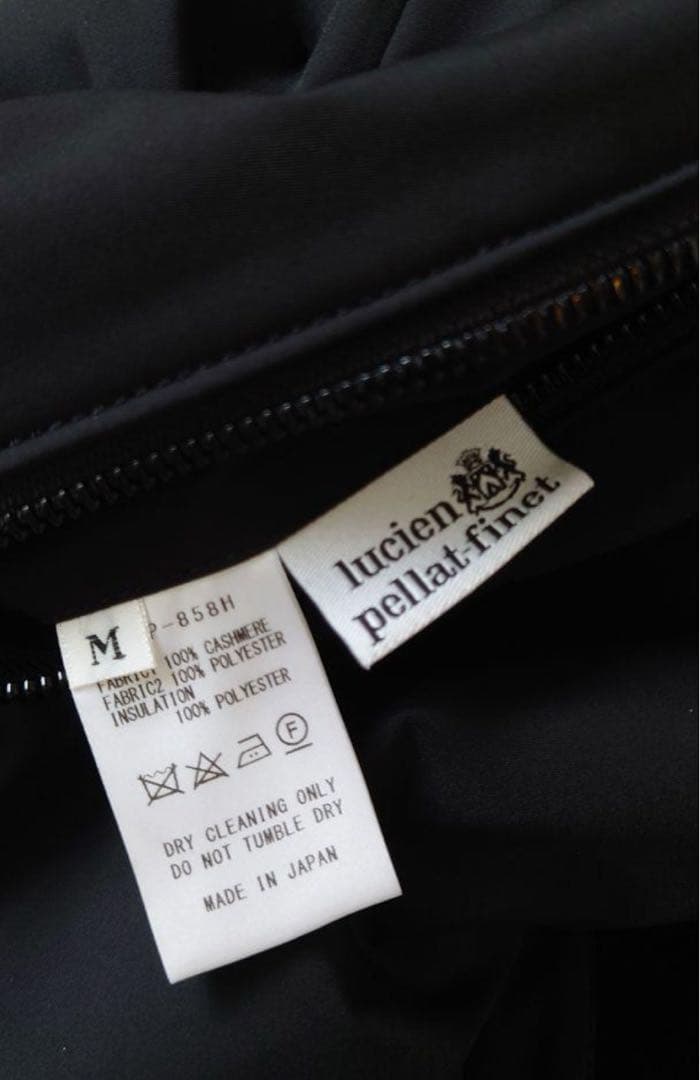 lucien
pellat-finet
M
P-858H
FABRIC1 100% CASHMERE
FABRIC2 100% POLYESTER
INSULATION
100% POLYESTER
F
DRY CLEANING ONLY
DO NOT TUMBLE DRY
MADE IN JAPAN